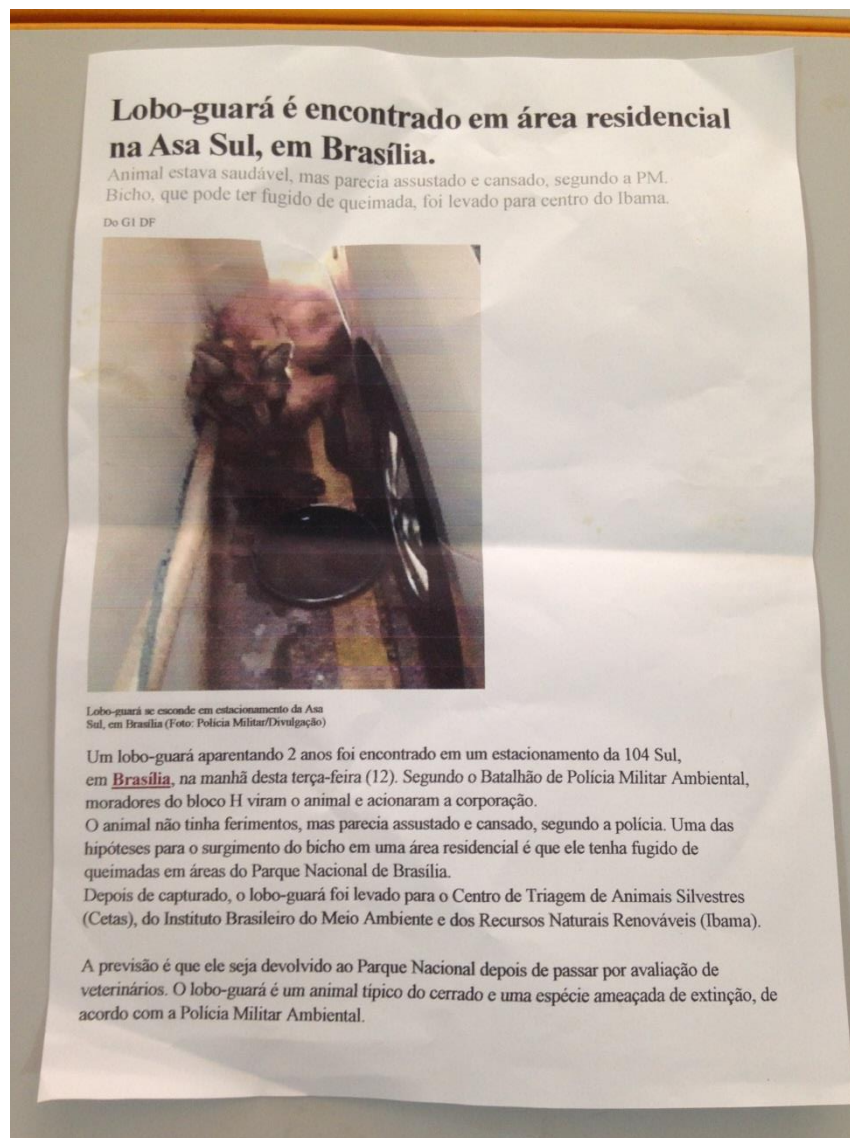 Lobo-guará é encontrado em área residencial
na Asa Sul, em Brasília.
Animal estava saudável, mas parecia assustado e cansado, segundo a PM.
Bicho, que pode ter fugido de queimada, foi levado para centro do Ibama.
Do G1 DF
Lobo-guará se esconde em estacionamento da Asa
Sul, em Brasília (Foto: Polícia Militar/Divulgação)
Um lobo-guará aparentando 2 anos foi encontrado em um estacionamento da 104 Sul,
em Brasília, na manhã desta terça-feira (12). Segundo o Batalhão de Polícia Militar Ambiental,
moradores do bloco H viram o animal e acionaram a corporação.
O animal não tinha ferimentos, mas parecia assustado e cansado, segundo a polícia. Uma das
hipóteses para o surgimento do bicho em uma área residencial é que ele tenha fugido de
queimadas em áreas do Parque Nacional de Brasília.
Depois de capturado, o lobo-guará foi levado para o Centro de Triagem de Animais Silvestres
(Cetas), do Instituto Brasileiro do Meio Ambiente e dos Recursos Naturais Renováveis (Ibama).
A previsão é que ele seja devolvido ao Parque Nacional depois de passar por avaliação de
veterinários. O lobo-guará é um animal típico do cerrado e uma espécie ameaçada de extinção, de
acordo com a Polícia Militar Ambiental.